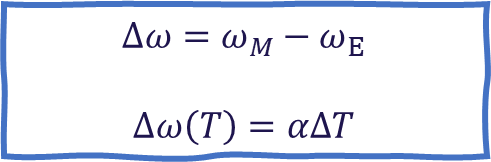 Δω = ω_M − ω_E
Δω(T) = αΔT